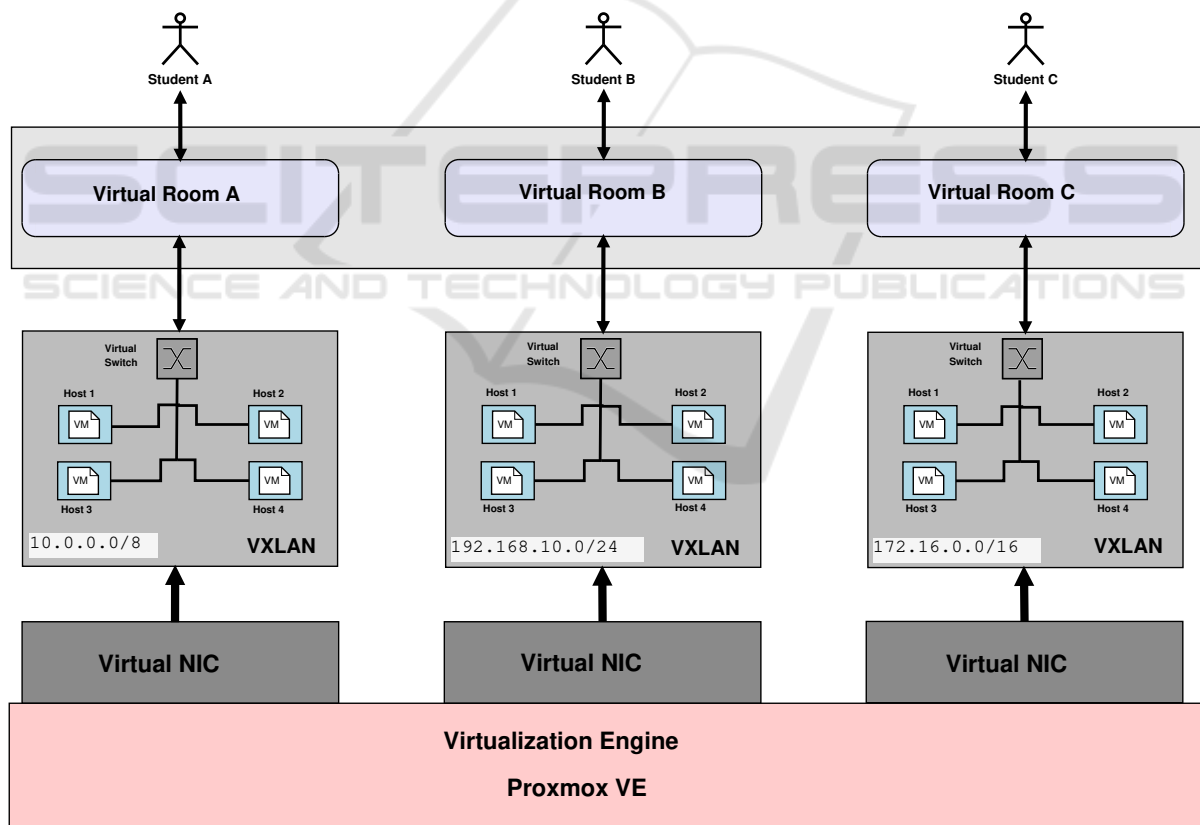 Student A
Student B
Student C
Virtual Room A
Virtual Room B
Virtual Room C
SCITEPRESS
SCIENCE AND TECHNOLOGY PUBLICATIONS
Virtual
Switch
Host 1
Host 2
VM
VM
VM
VM
Host 3
Host 4
10.0.0.0/8
VXLAN
Virtual
Switch
Host 1
Host 2
VM
VM
VM
VM
Host 3
Host 4
192.168.10.0/24
VXLAN
Virtual
Switch
Host 1
Host 2
VM
VM
VM
VM
Host 3
Host 4
172.16.0.0/16
VXLAN
Virtual NIC
Virtual NIC
Virtual NIC
Virtualization Engine
Proxmox VE